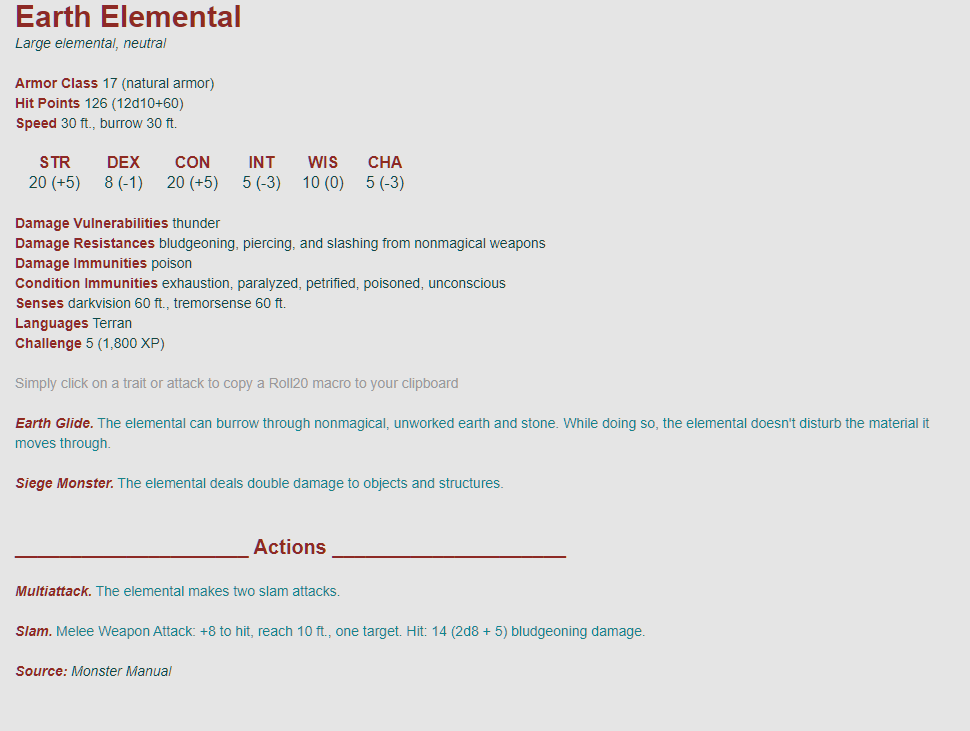 Earth Elemental
Large elemental, neutral
Armor Class 17 (natural armor)
Hit Points 126 (12d10+60)
Speed 30 ft., burrow 30 ft.
STR DEX CON INT WIS CHA
20 (+5) 8 (-1) 20 (+5) 5 (-3) 10 (0) 5 (-3)
Damage Vulnerabilities thunder
Damage Resistances bludgeoning, piercing, and slashing from nonmagical weapons
Damage Immunities poison
Condition Immunities exhaustion, paralyzed, petrified, poisoned, unconscious
Senses darkvision 60 ft., tremorsense 60 ft.
Languages Terran
Challenge 5 (1,800 XP)
Simply click on a trait or attack to copy a Roll20 macro to your clipboard
Earth Glide. The elemental can burrow through nonmagical, unworked earth and stone. While doing so, the elemental doesn't disturb the material it
moves through.
Siege Monster. The elemental deals double damage to objects and structures.
Actions
Multiattack. The elemental makes two slam attacks.
Slam. Melee Weapon Attack: +8 to hit, reach 10 ft., one target. Hit: 14 (2d8 + 5) bludgeoning damage.
Source: Monster Manual